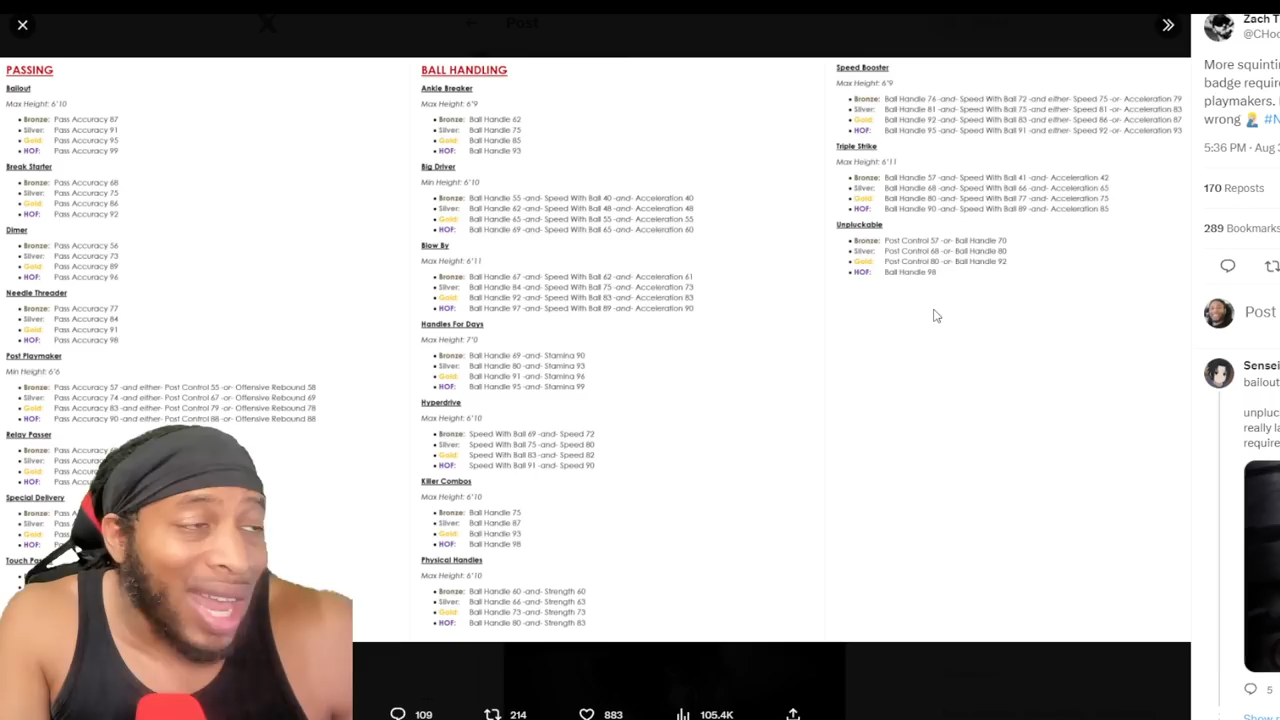 Post
PASSING
Bailout
Max Height: 6'10
• Bronze: Pass Accuracy 87
• Silver: Pass Accuracy 91
• Gold: Pass Accuracy 95
• HOF: Pass Accuracy 99
Break Starter
• Bronze: Pass Accuracy 68
• Silver: Pass Accuracy 75
• Gold: Pass Accuracy 86
• HOF: Pass Accuracy 92
Dimer
• Bronze: Pass Accuracy 56
• Silver: Pass Accuracy 73
• Gold: Pass Accuracy 89
• HOF: Pass Accuracy 96
Needle Threader
• Bronze: Pass Accuracy 77
• Silver: Pass Accuracy 84
• Gold: Pass Accuracy 91
• HOF: Pass Accuracy 98
Post Playmaker
Min Height: 6'6
• Bronze: Pass Accuracy 57 -and either- Post Control 55 -or- Offensive Rebound 58
• Silver: Pass Accuracy 74 -and either- Post Control 67 -or- Offensive Rebound 69
• Gold: Pass Accuracy 83 -and either- Post Control 79 -or- Offensive Rebound 78
• HOF: Pass Accuracy 90 -and either- Post Control 88 -or- Offensive Rebound 88
Relay Passer
• Bronze: Pass
• Silver: Pass
• Gold: Pass
• HOF: Pass
Special Delivery
• Bronze: Pass
• Silver: Pass
• Gold: Pass
• HOF: Pass
Touch
BALL HANDLING
Ankle Breaker
Max Height: 6'9
• Bronze: Ball Handle 62
• Silver: Ball Handle 75
• Gold: Ball Handle 85
• HOF: Ball Handle 93
Big Driver
Min Height: 6'10
• Bronze: Ball Handle 55 -and- Speed With Ball 40 -and- Acceleration 40
• Silver: Ball Handle 62 -and- Speed With Ball 48 -and- Acceleration 48
• Gold: Ball Handle 65 -and- Speed With Ball 55 -and- Acceleration 55
• HOF: Ball Handle 69 -and- Speed With Ball 65 -and- Acceleration 60
Blow By
Max Height: 6'11
• Bronze: Ball Handle 67 -and- Speed With Ball 62 -and- Acceleration 61
• Silver: Ball Handle 84 -and- Speed With Ball 75 -and- Acceleration 73
• Gold: Ball Handle 92 -and- Speed With Ball 83 -and- Acceleration 83
• HOF: Ball Handle 97 -and- Speed With Ball 89 -and- Acceleration 90
Handles For Days
Max Height: 7'0
• Bronze: Ball Handle 69 -and- Stamina 90
• Silver: Ball Handle 80 -and- Stamina 93
• Gold: Ball Handle 91 -and- Stamina 96
• HOF: Ball Handle 95 -and- Stamina 99
Hyperdrive
Max Height: 6'10
• Bronze: Speed With Ball 69 -and- Speed 72
• Silver: Speed With Ball 75 -and- Speed 80
• Gold: Speed With Ball 83 -and- Speed 82
• HOF: Speed With Ball 91 -and- Speed 90
Killer Combos
Max Height: 6'10
• Bronze: Ball Handle 75
• Silver: Ball Handle 87
• Gold: Ball Handle 93
• HOF: Ball Handle 98
Physical Handles
Max Height: 6'10
• Bronze: Ball Handle 60 -and- Strength 60
• Silver: Ball Handle 66 -and- Strength 63
• Gold: Ball Handle 73 -and- Strength 73
• HOF: Ball Handle 80 -and- Strength 83
Speed Booster
Max Height: 6'9
• Bronze: Ball Handle 76 -and- Speed With Ball 72 -and either- Speed 75 -or- Acceleration 79
• Silver: Ball Handle 81 -and- Speed With Ball 75 -and either- Speed 81 -or- Acceleration 83
• Gold: Ball Handle 92 -and- Speed With Ball 83 -and either- Speed 86 -or- Acceleration 87
• HOF: Ball Handle 95 -and- Speed With Ball 91 -and either- Speed 92 -or- Acceleration 93
Triple Strike
Max Height: 6'11
• Bronze: Ball Handle 57 -and- Speed With Ball 41 -and- Acceleration 42
• Silver: Ball Handle 68 -and- Speed With Ball 66 -and- Acceleration 65
• Gold: Ball Handle 80 -and- Speed With Ball 77 -and- Acceleration 75
• HOF: Ball Handle 90 -and- Speed With Ball 89 -and- Acceleration 85
Unpluckable
• Bronze: Post Control 57 -or- Ball Handle 70
• Silver: Post Control 68 -or- Ball Handle 80
• Gold: Post Control 80 -or- Ball Handle 92
• HOF: Ball Handle 98
109 214 883 105.4K
Zach T
@CHoo
More squinti
badge require
playmakers.
wrong 🤦 #N
5:36 PM · Aug 3
170 Reposts
289 Bookmarks
Post
Sensei
bailout
unpluc
really la
require
5
Show